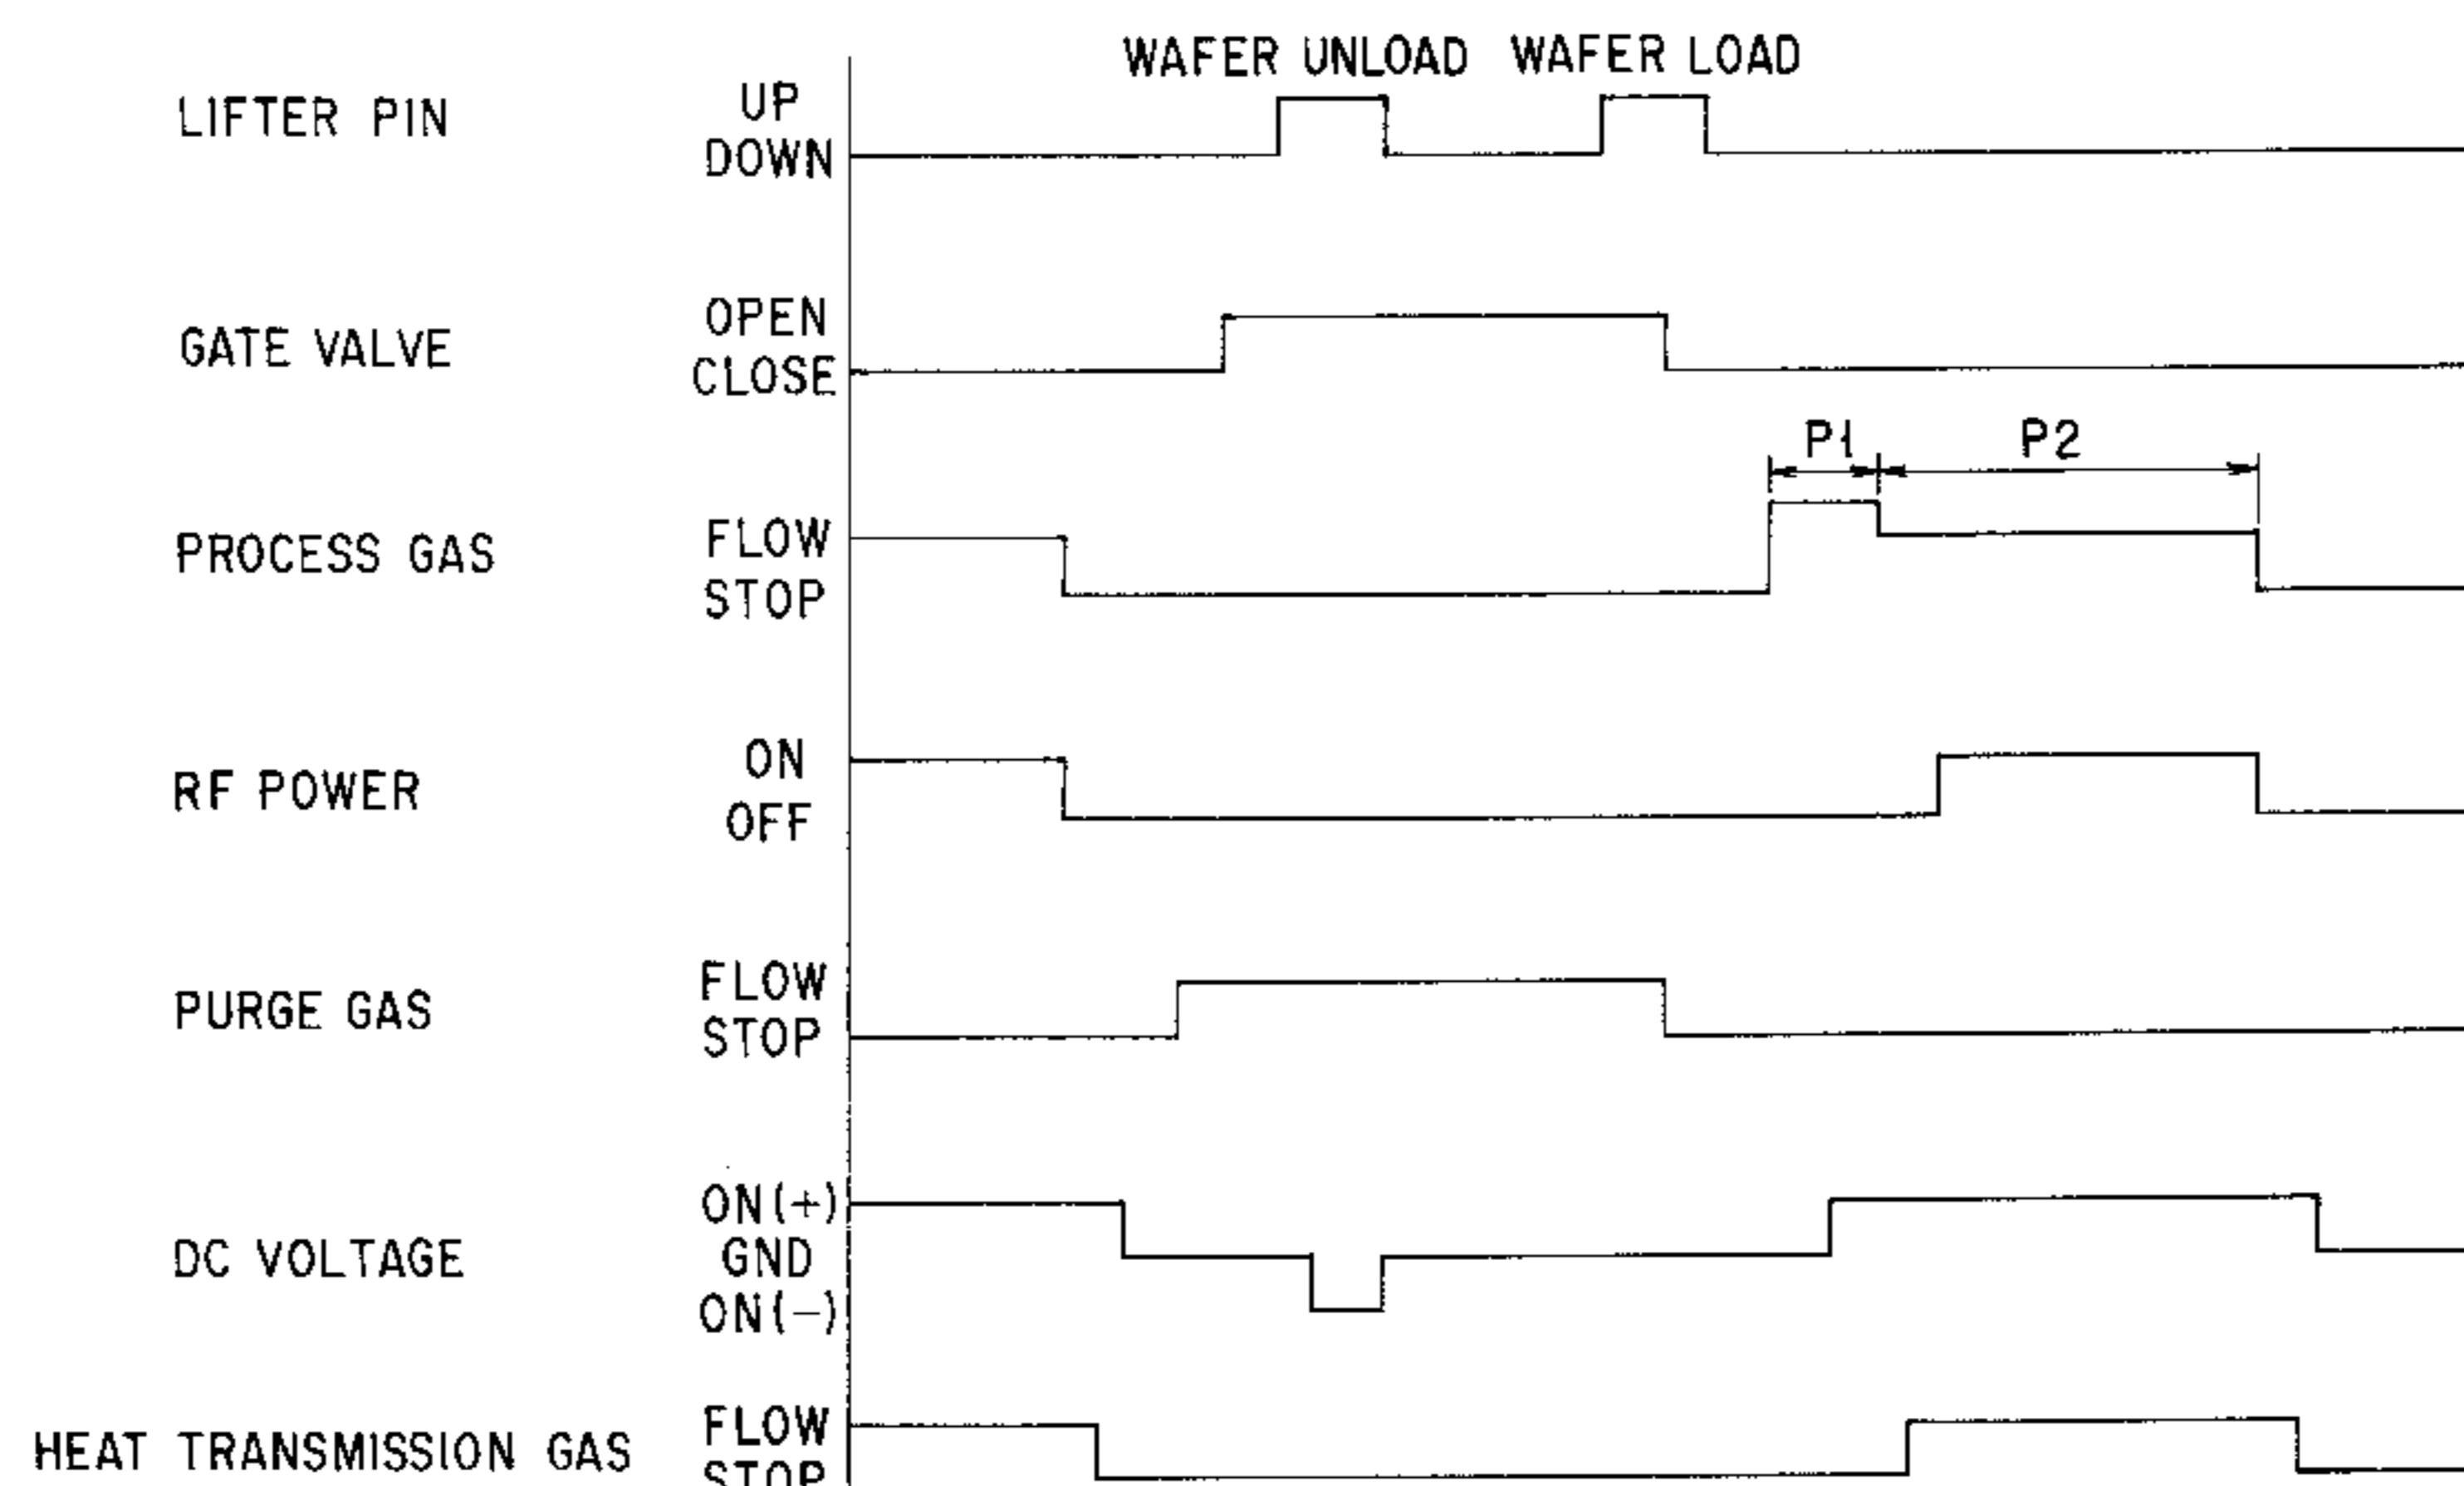 WAFER UNLOAD WAFER LOAD
LIFTER PIN
UP
DOWN
GATE VALVE
OPEN
CLOSE
P1
P2
PROCESS GAS
FLOW
STOP
RF POWER
ON
OFF
PURGE GAS
FLOW
STOP
DC VOLTAGE
ON(+)
GND
ON(−)
HEAT TRANSMISSION GAS
FLOW
STOP